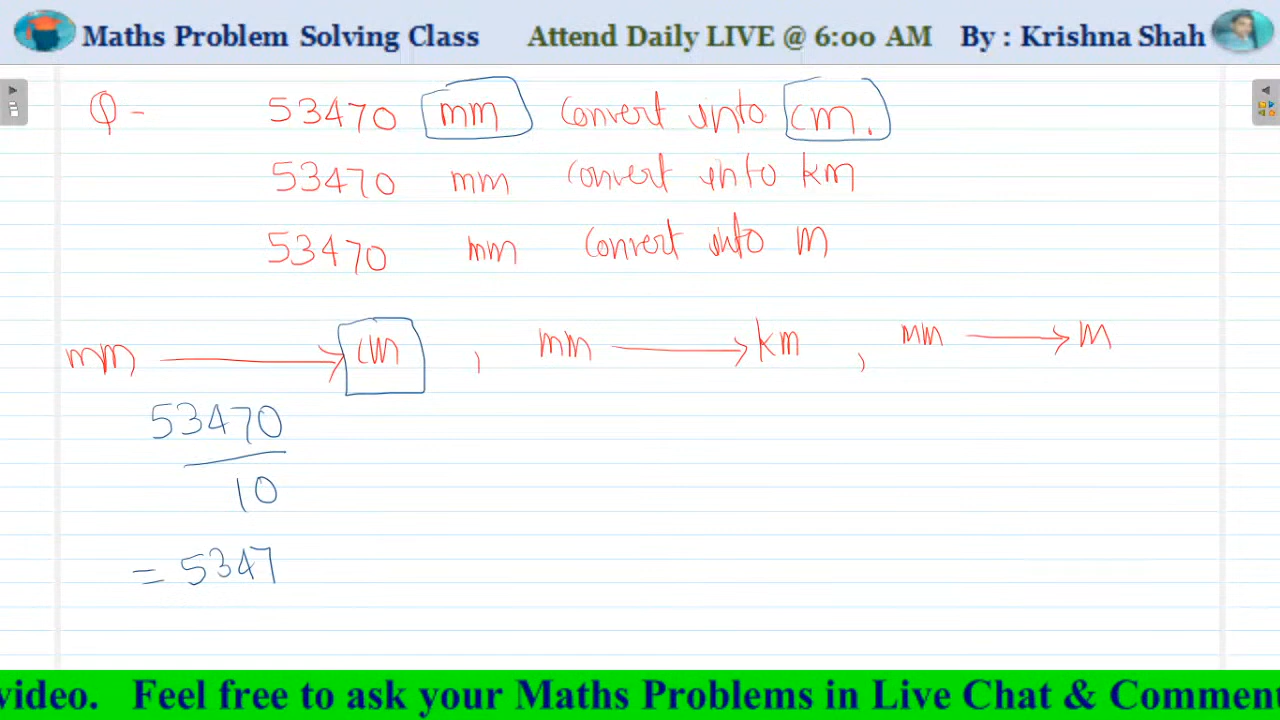 Maths Problem Solving Class Attend Daily LIVE @ 6:00 AM By : Krishna Shah
Q - 53470 mm convert into cm.
53470 mm convert into km
53470 mm convert into m
mm → cm , mm → km , mm → m
53470
10
= 5347
video. Feel free to ask your Maths Problems in Live Chat & Comment